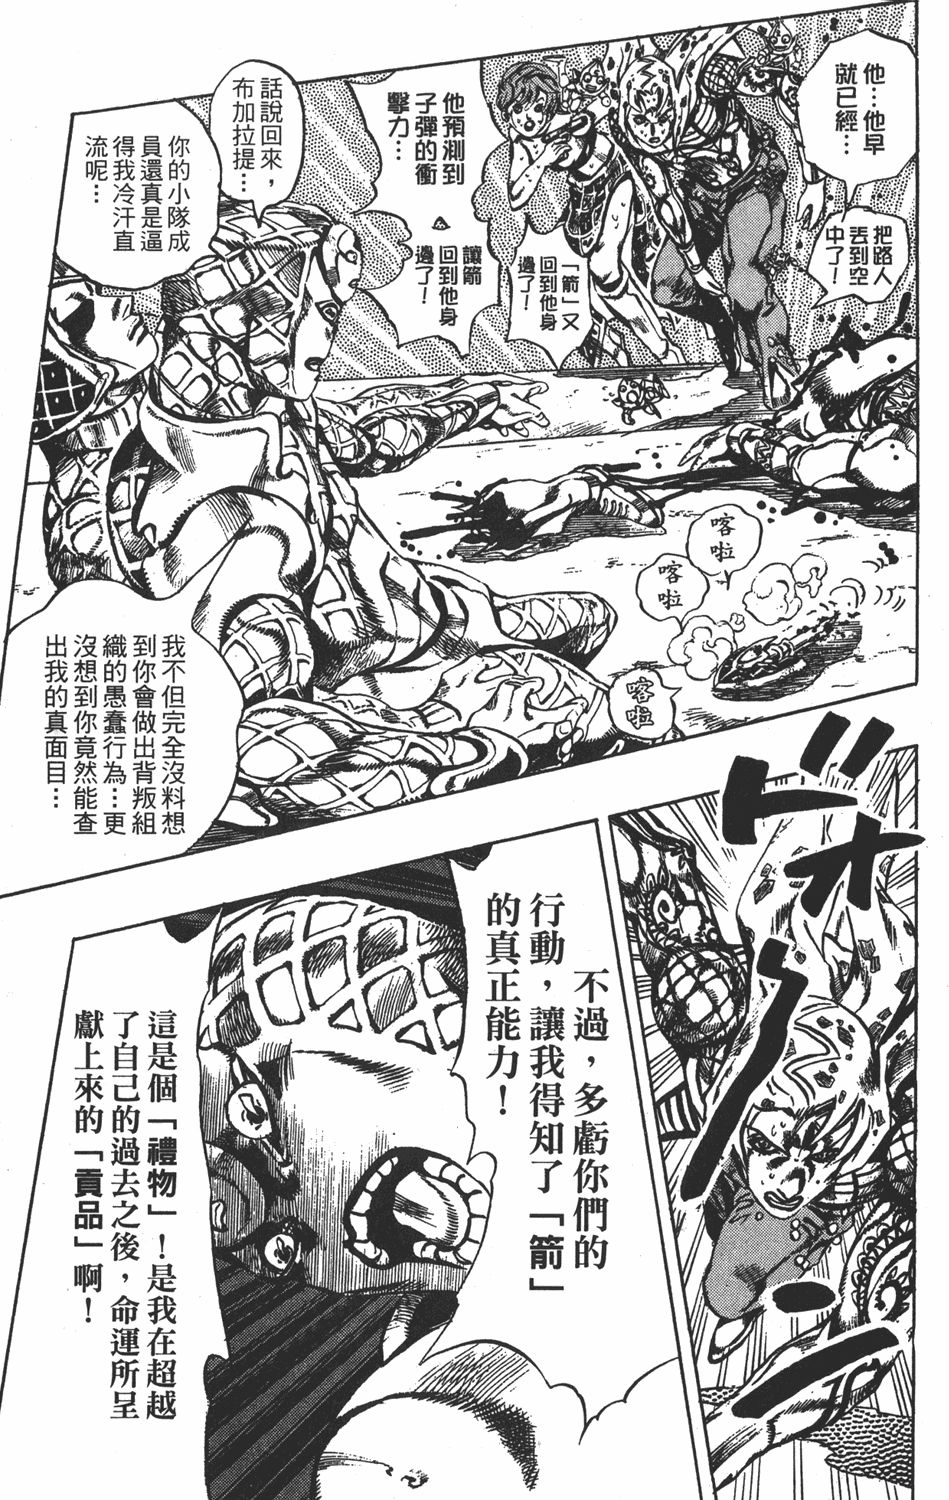 他…他早
就已經…
把路人
丟到空
中了！
他預測到
子彈的衝
擊力…
讓箭
回到他身
邊了！
「箭」又
回到他身
邊了！
話說回來，
布加拉提…
你的小隊成
員還真是逼
得我冷汗直
流呢…
喀啦
喀啦
喀啦
我不但完全沒料想
到你會做出背叛組
織的愚蠢行為…更
沒想到你竟然能查
出我的真面目…
ドォーン
不過，多虧你們的
行動，讓我得知了「箭」
的真正能力！
這是個「禮物」！是我在超越
了自己的過去之後，命運所呈
獻上來的「貢品」啊！